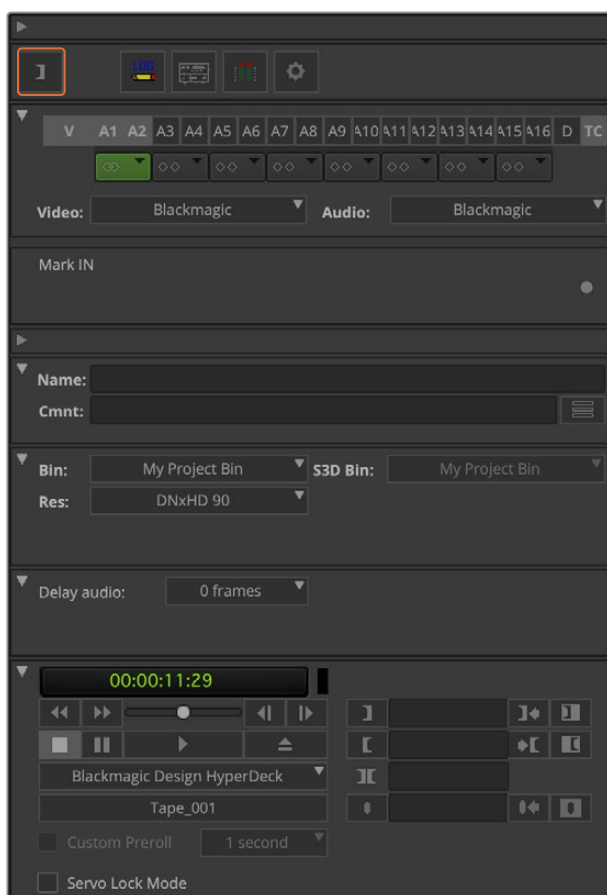 LOG
V A1 A2 A3 A4 A5 A6 A7 A8 A9 A10 A11 A12 A13 A14 A15 A16 D TC
Video: Blackmagic Audio: Blackmagic
Mark IN
Name:
Cmnt:
Bin: My Project Bin S3D Bin: My Project Bin
Res: DNxHD 90
Delay audio: 0 frames
00:00:11:29
Blackmagic Design HyperDeck
Tape_001
Custom Preroll 1 second
Servo Lock Mode